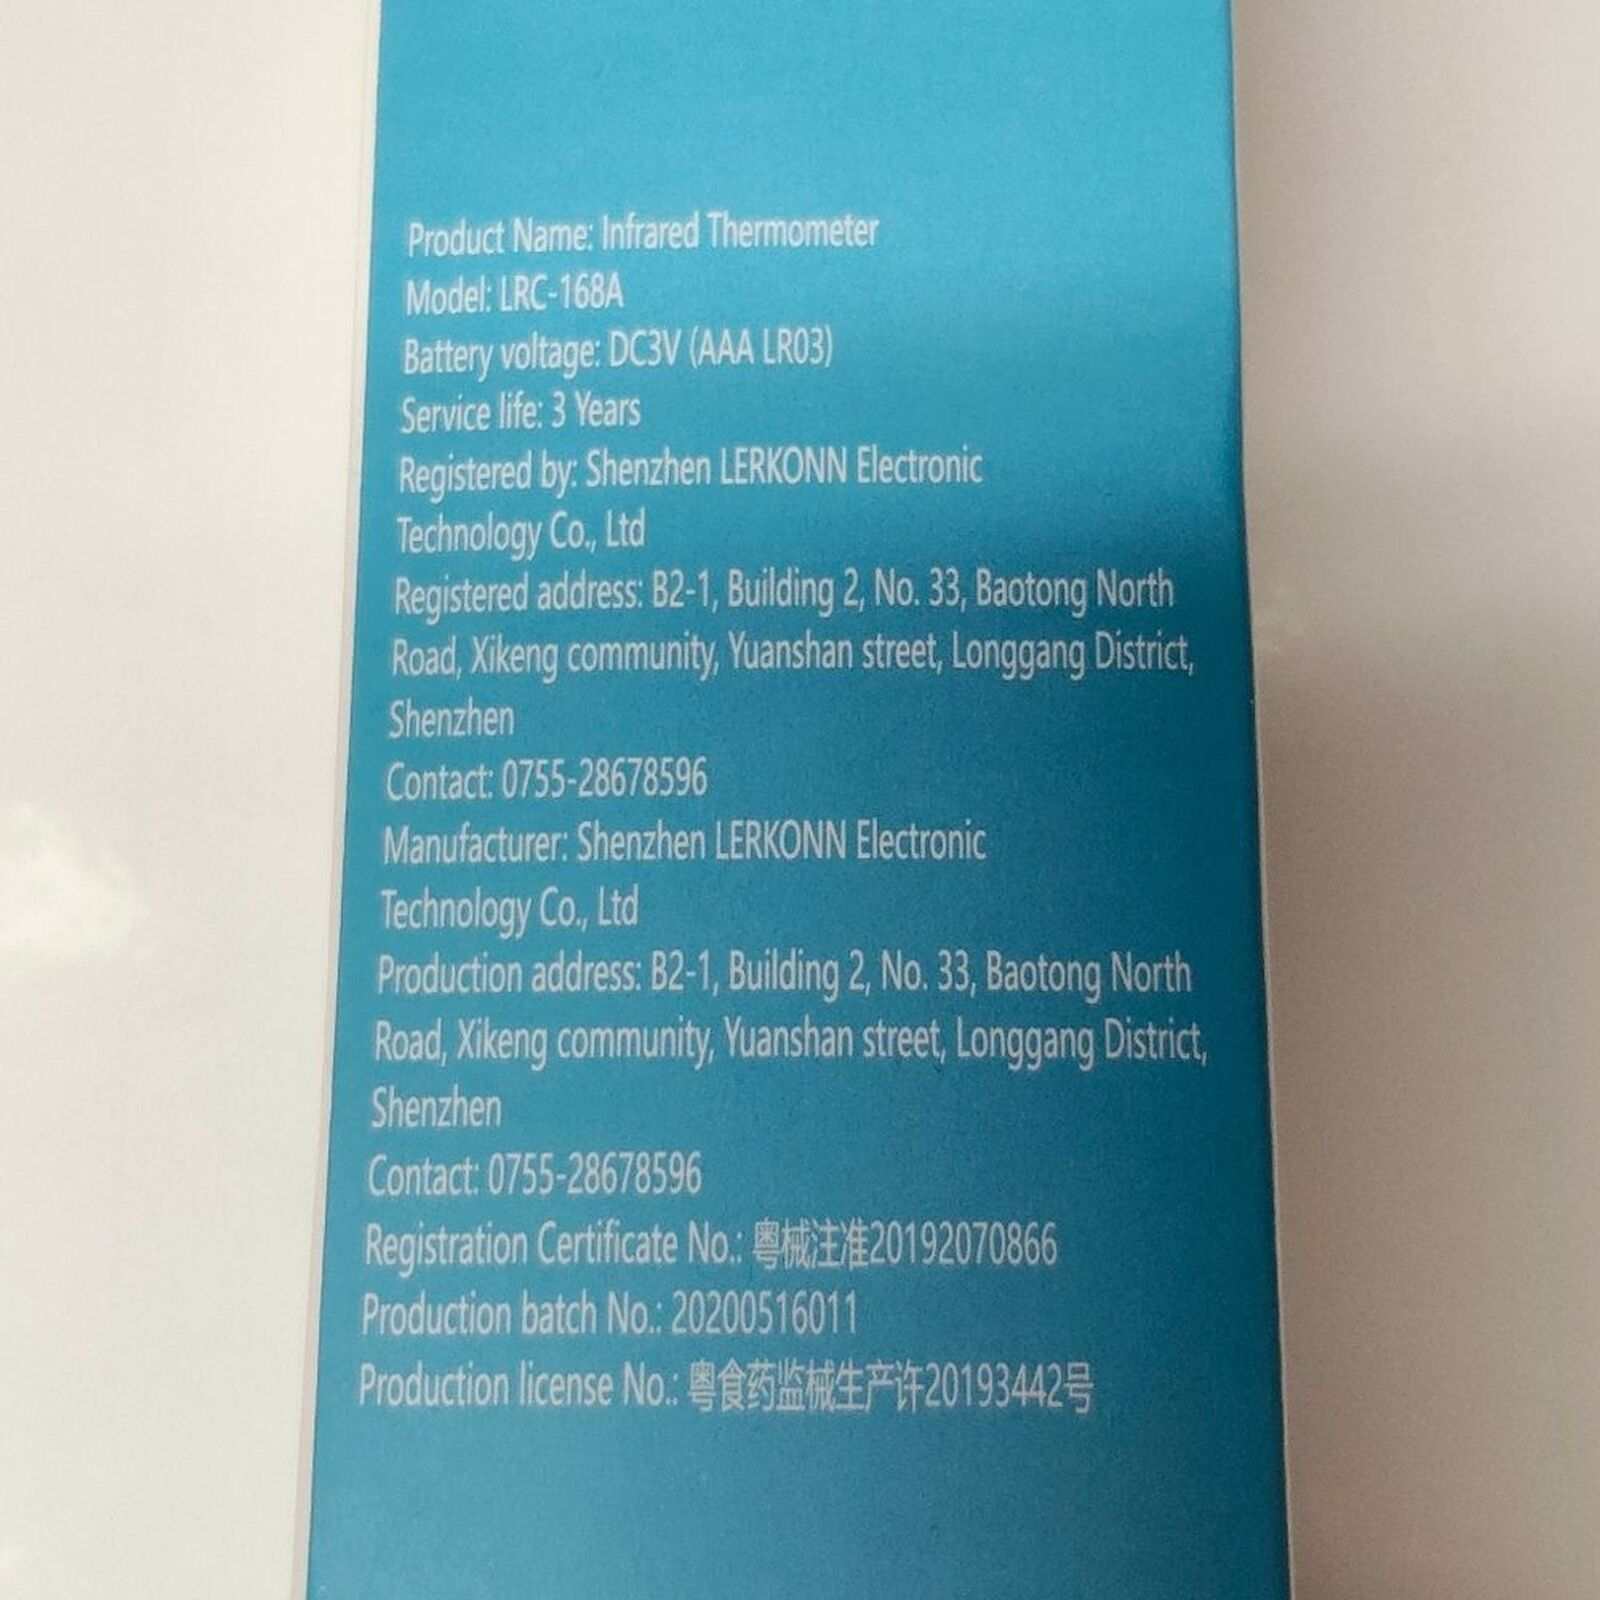 Product Name: Infrared Thermometer
Model: LRC-168A
Battery voltage: DC3V (AAA LR03)
Service life: 3 Years
Registered by: Shenzhen LERKONN Electronic
Technology Co., Ltd
Registered address: B2-1, Building 2, No. 33, Baotong North
Road, Xikeng community, Yuanshan street, Longgang District,
Shenzhen
Contact: 0755-28678596
Manufacturer: Shenzhen LERKONN Electronic
Technology Co., Ltd
Production address: B2-1, Building 2, No. 33, Baotong North
Road, Xikeng community, Yuanshan street, Longgang District,
Shenzhen
Contact: 0755-28678596
Registration Certificate No.: 粤械注准20192070866
Production batch No.: 20200516011
Production license No.: 粤食药监械生产许20193442号